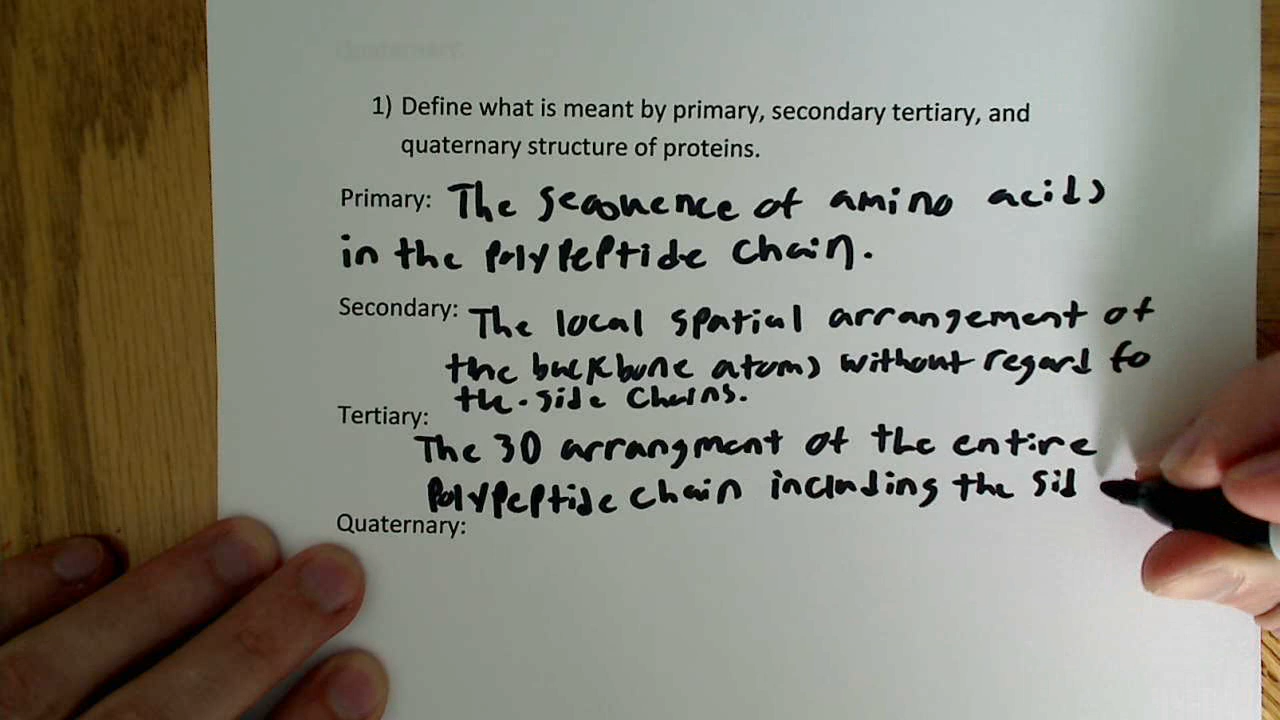 1) Define what is meant by primary, secondary tertiary, and
quaternary structure of proteins.
Primary: The seqouence of amino acids
in the polypeptide chain.
Secondary: The local spatial arrangement of
the backbone atoms without regard to
the side chains.
Tertiary:
The 3D arrangment of the entire
polypeptide chain including the sid
Quaternary: